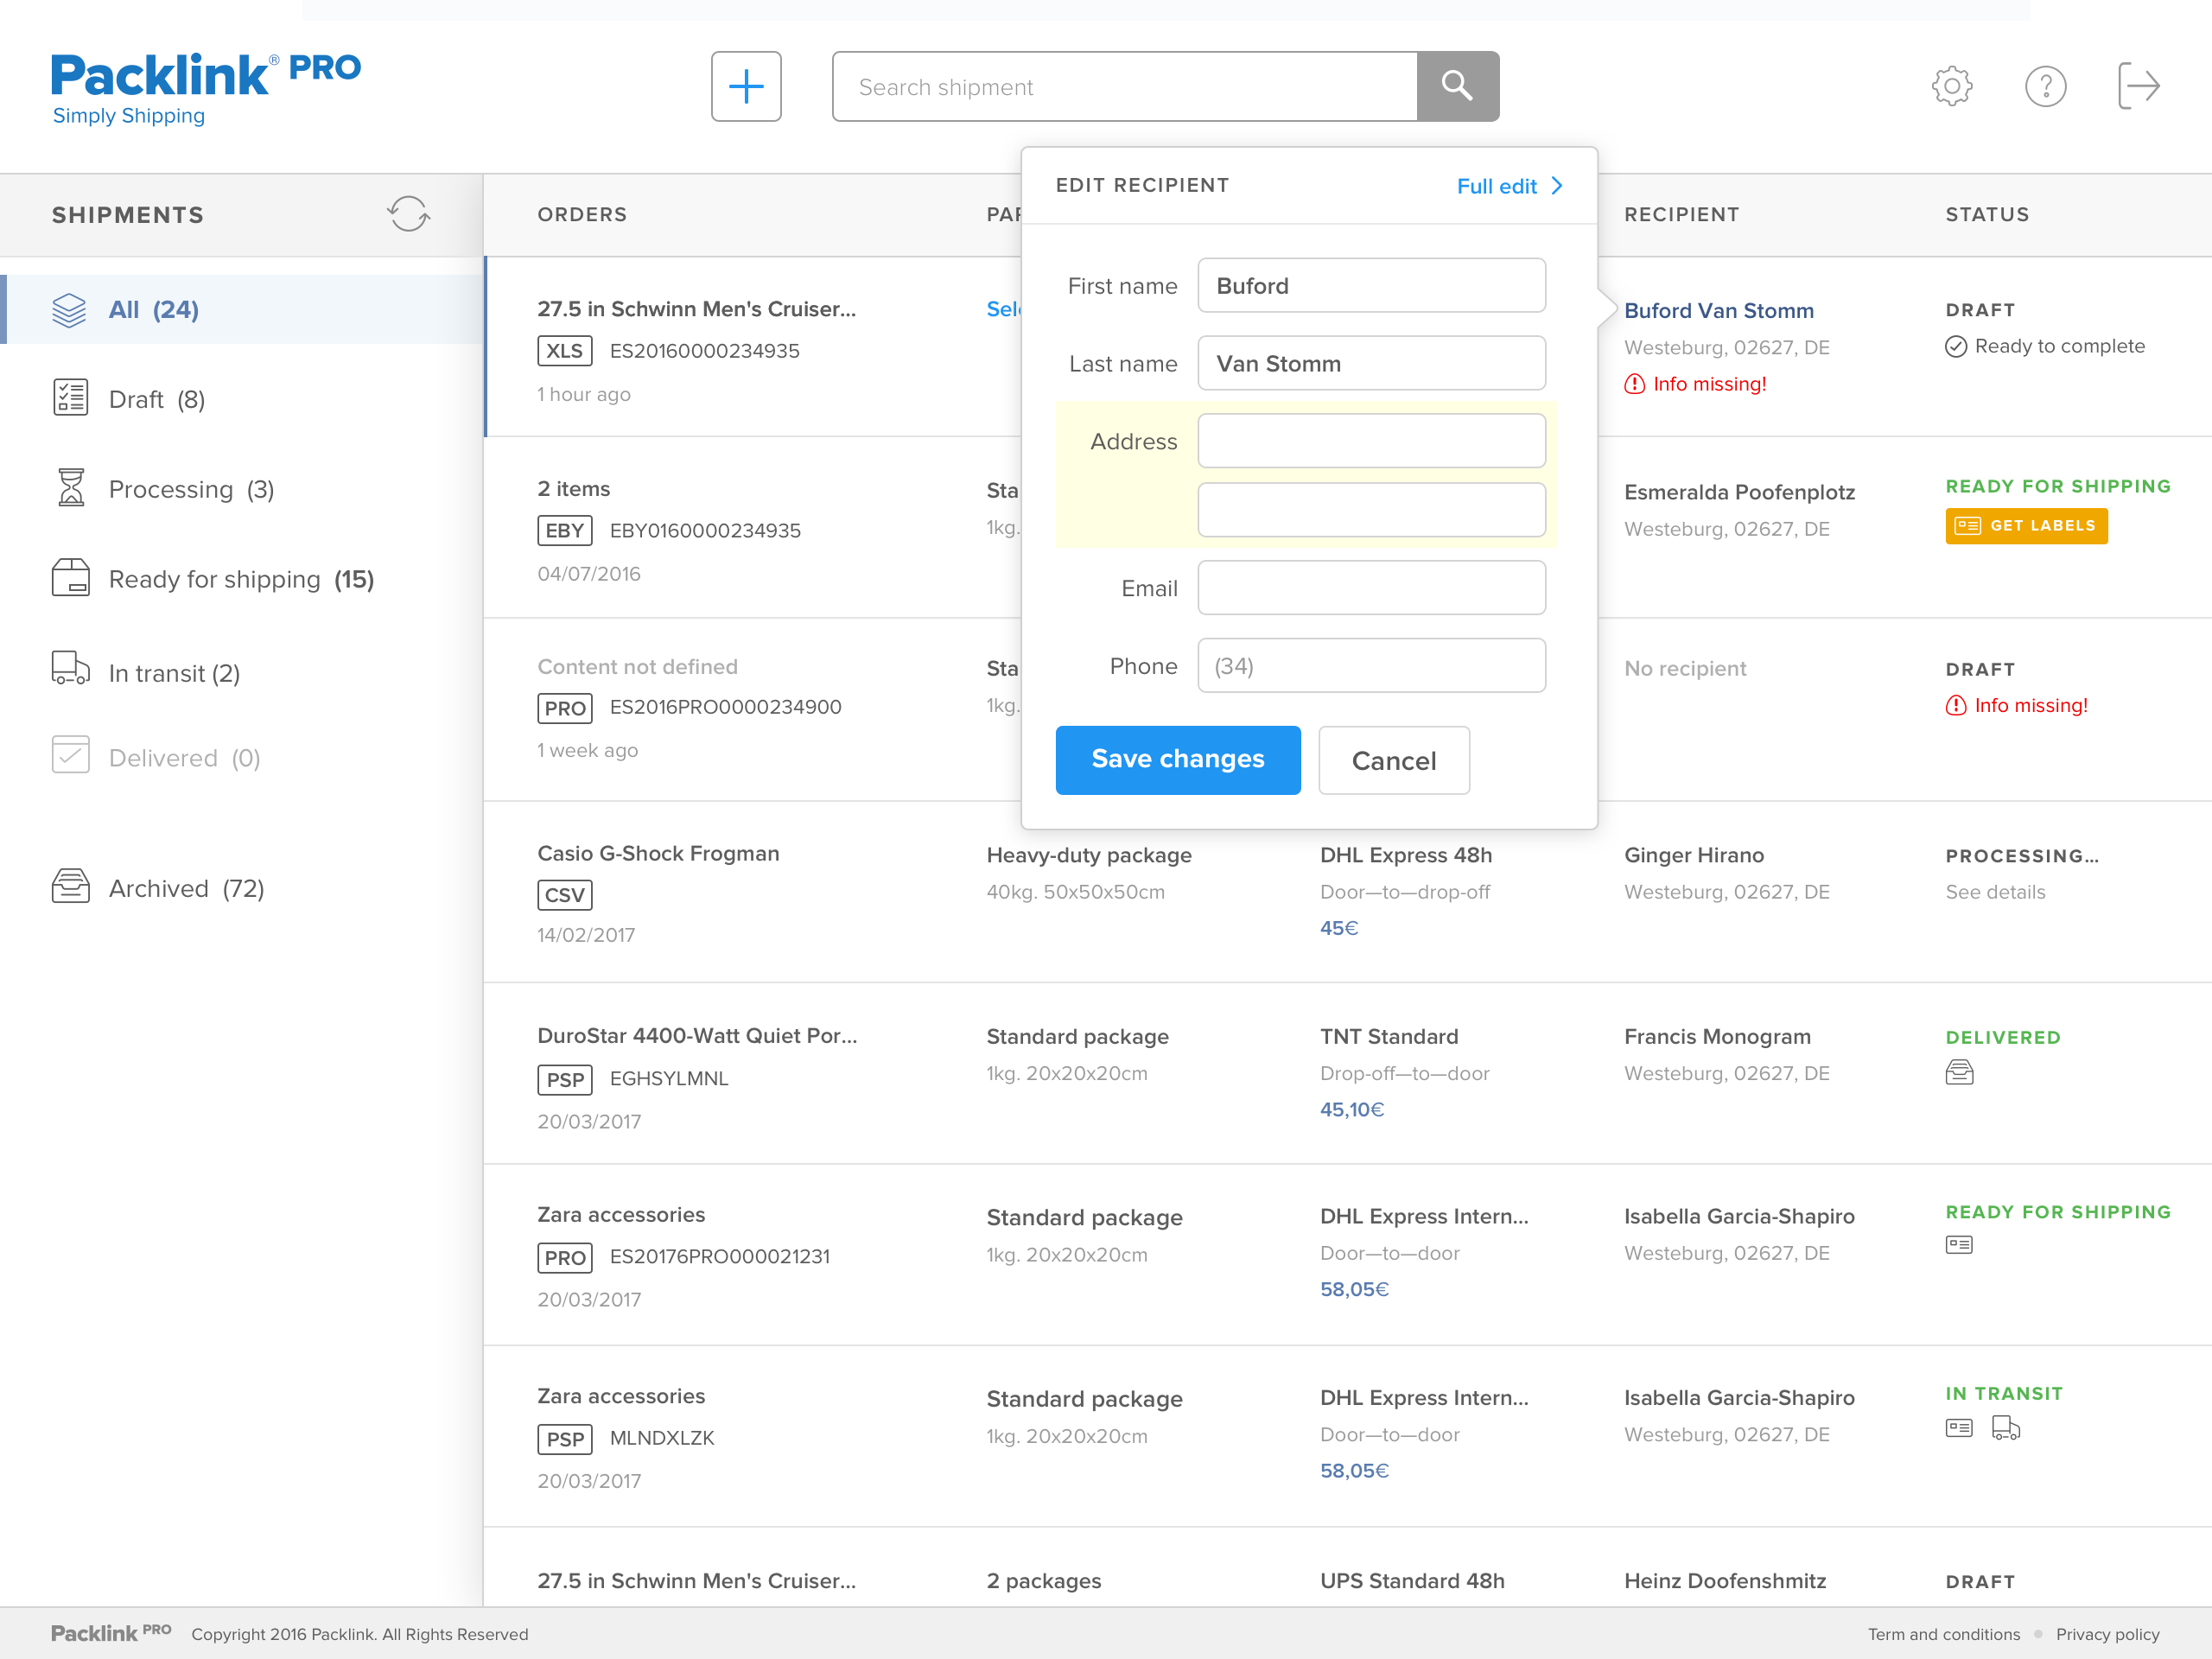 Packlink® PRO
Simply Shipping
Search shipment
?
SHIPMENTS
All (24)
Draft (8)
Processing (3)
Ready for shipping (15)
In transit (2)
Delivered (0)
Archived (72)
ORDERS
RECIPIENT
STATUS
EDIT RECIPIENT
Full edit
First name
Buford
Last name
Van Stomm
Address
Email
Phone
(34)
Save changes
Cancel
27.5 in Schwinn Men's Cruiser...
XLS ES20160000234935
1 hour ago
Buford Van Stomm
Westeburg, 02627, DE
Info missing!
DRAFT
Ready to complete
2 items
EBY EBY0160000234935
04/07/2016
1kg.
Esmeralda Poofenplotz
Westeburg, 02627, DE
READY FOR SHIPPING
GET LABELS
Content not defined
PRO ES2016PRO0000234900
1 week ago
1kg.
No recipient
DRAFT
Info missing!
Casio G-Shock Frogman
CSV
14/02/2017
Heavy-duty package
40kg. 50x50x50cm
DHL Express 48h
Door—to—drop-off
45€
Ginger Hirano
Westeburg, 02627, DE
PROCESSING...
See details
DuroStar 4400-Watt Quiet Por...
PSP EGHSYLMNL
20/03/2017
Standard package
1kg. 20x20x20cm
TNT Standard
Drop-off—to—door
45,10€
Francis Monogram
Westeburg, 02627, DE
DELIVERED
Zara accessories
PRO ES20176PRO000021231
20/03/2017
Standard package
1kg. 20x20x20cm
DHL Express Intern...
Door—to—door
58,05€
Isabella Garcia-Shapiro
Westeburg, 02627, DE
READY FOR SHIPPING
Zara accessories
PSP MLNDXLZK
20/03/2017
Standard package
1kg. 20x20x20cm
DHL Express Intern...
Door—to—door
58,05€
Isabella Garcia-Shapiro
Westeburg, 02627, DE
IN TRANSIT
27.5 in Schwinn Men's Cruiser...
2 packages
UPS Standard 48h
Heinz Doofenshmitz
DRAFT
Packlink PRO
Copyright 2016 Packlink. All Rights Reserved
Term and conditions
Privacy policy